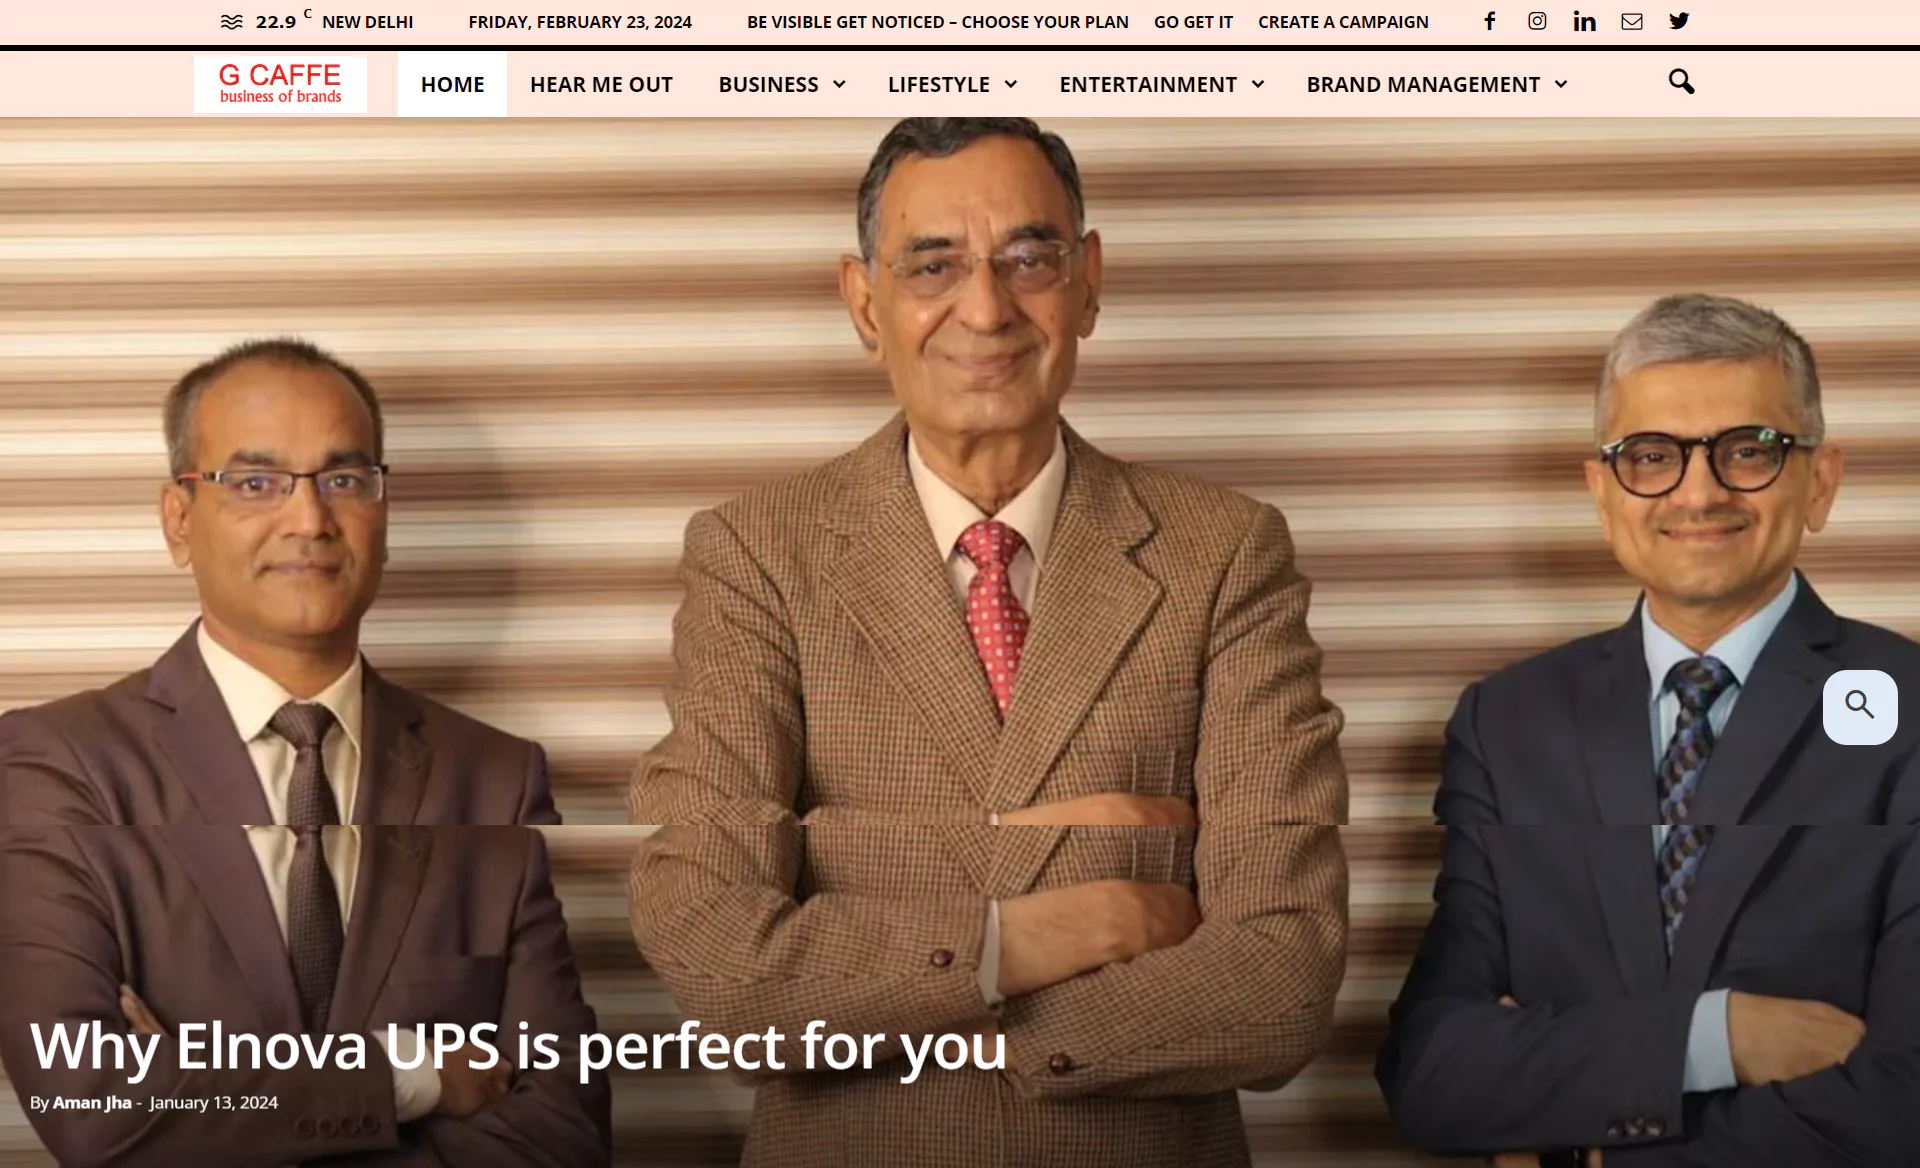 22.9 C NEW DELHI FRIDAY, FEBRUARY 23, 2024 BE VISIBLE GET NOTICED – CHOOSE YOUR PLAN GO GET IT CREATE A CAMPAIGN
G CAFFE
business of brands
HOME HEAR ME OUT BUSINESS LIFESTYLE ENTERTAINMENT BRAND MANAGEMENT
Why Elnova UPS is perfect for you
By Aman Jha - January 13, 2024